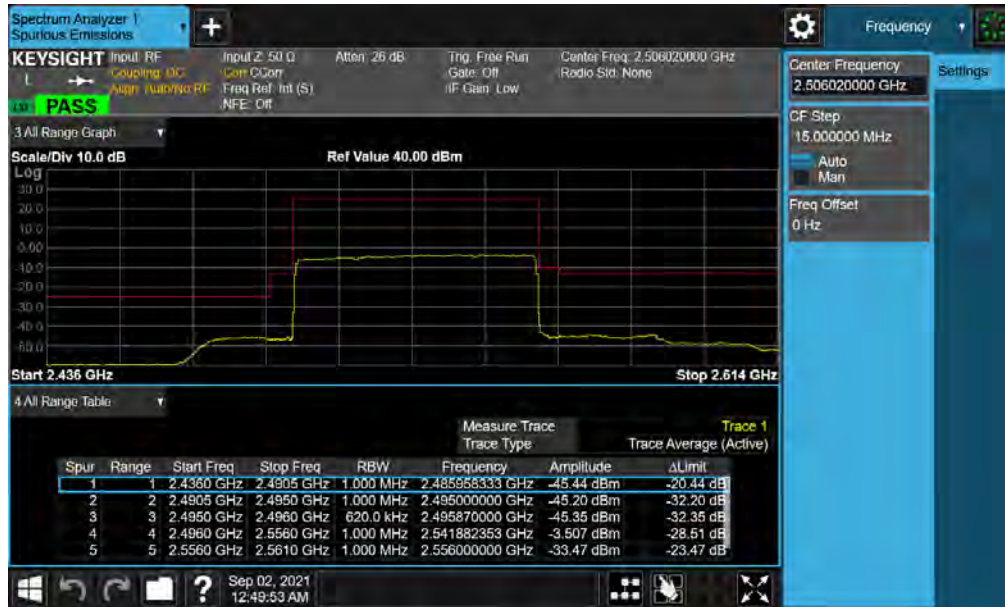 Spectrum Analyzer 1
Spurious Emissions
+
Frequency
KEYSIGHT
L
PASS
Input: RF
Coupling: DC
Align: Auto/No RF
Input Z: 50 Ω
Corr CCorr
Freq Ref: Int (S)
NFE: Off
Atten: 26 dB
Trig: Free Run
Gate: Off
IF Gain: Low
Center Freq: 2.506020000 GHz
Radio Std: None
Center Frequency
2.506020000 GHz
Settings
CF Step
15.000000 MHz
Auto
Man
Freq Offset
0 Hz
3 All Range Graph
Scale/Div 10.0 dB
Ref Value 40.00 dBm
Log
30.0
20.0
10.0
0.00
-10.0
-20.0
-30.0
-40.0
-50.0
Start 2.436 GHz
Stop 2.614 GHz
4 All Range Table
Measure Trace Trace 1
Trace Type Trace Average (Active)
Spur Range Start Freq Stop Freq RBW Frequency Amplitude ΔLimit
1 1 2.4360 GHz 2.4905 GHz 1.000 MHz 2.485958333 GHz -45.44 dBm -20.44 dB
2 2 2.4905 GHz 2.4950 GHz 1.000 MHz 2.495000000 GHz -45.20 dBm -32.20 dB
3 3 2.4950 GHz 2.4960 GHz 620.0 kHz 2.495870000 GHz -45.35 dBm -32.35 dB
4 4 2.4960 GHz 2.5560 GHz 1.000 MHz 2.541882353 GHz -3.507 dBm -28.51 dB
5 5 2.5560 GHz 2.5610 GHz 1.000 MHz 2.556000000 GHz -33.47 dBm -23.47 dB
?
Sep 02, 2021
12:49:53 AM